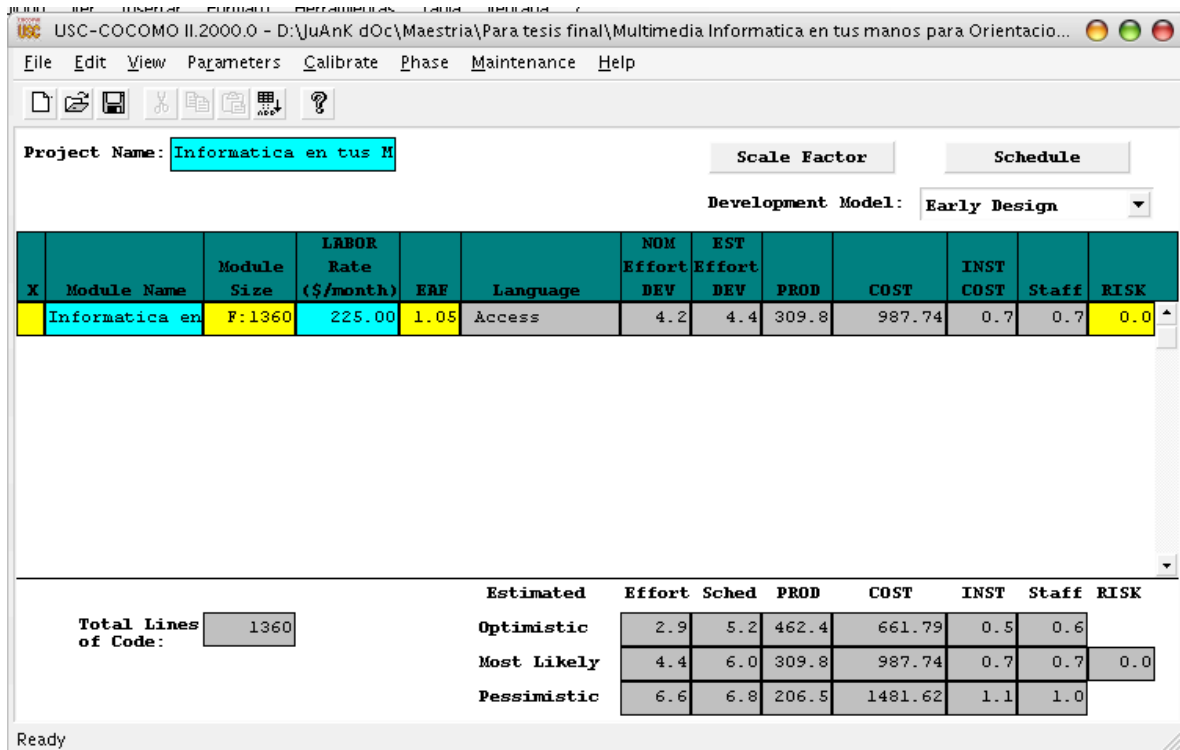 USC-COCOMO II.2000.0 - D:\JuAnK dOc\Maestria\Para tesis final\Multimedia Informatica en tus manos para Orientacio...
File Edit View Parameters Calibrate Phase Maintenance Help
Project Name: Informatica en tus M
Scale Factor Schedule
Development Model: Early Design
X Module Name Module Size LABOR Rate ($/month) EAF Language NOM Effort DEV EST Effort DEV PROD COST INST COST Staff RISK
Informatica en F:1360 225.00 1.05 Access 4.2 4.4 309.8 987.74 0.7 0.7 0.0
Estimated Effort Sched PROD COST INST Staff RISK
Total Lines of Code: 1360
Optimistic 2.9 5.2 462.4 661.79 0.5 0.6
Most Likely 4.4 6.0 309.8 987.74 0.7 0.7 0.0
Pessimistic 6.6 6.8 206.5 1481.62 1.1 1.0
Ready